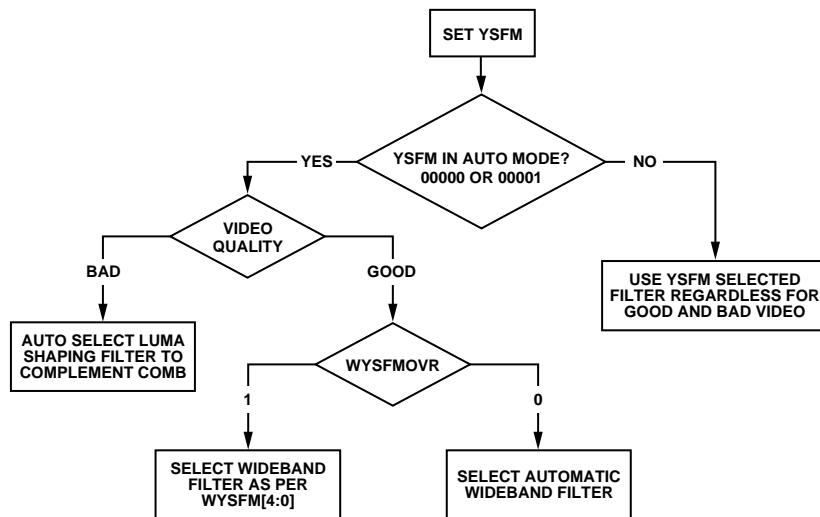 SET YSFM
YSFM IN AUTO MODE?
00000 OR 00001
YES
NO
VIDEO
QUALITY
BAD
GOOD
USE YSFM SELECTED
FILTER REGARDLESS FOR
GOOD AND BAD VIDEO
AUTO SELECT LUMA
SHAPING FILTER TO
COMPLEMENT COMB
WYSFMOVR
1
0
SELECT WIDEBAND
FILTER AS PER
WYSFM[4:0]
SELECT AUTOMATIC
WIDEBAND FILTER